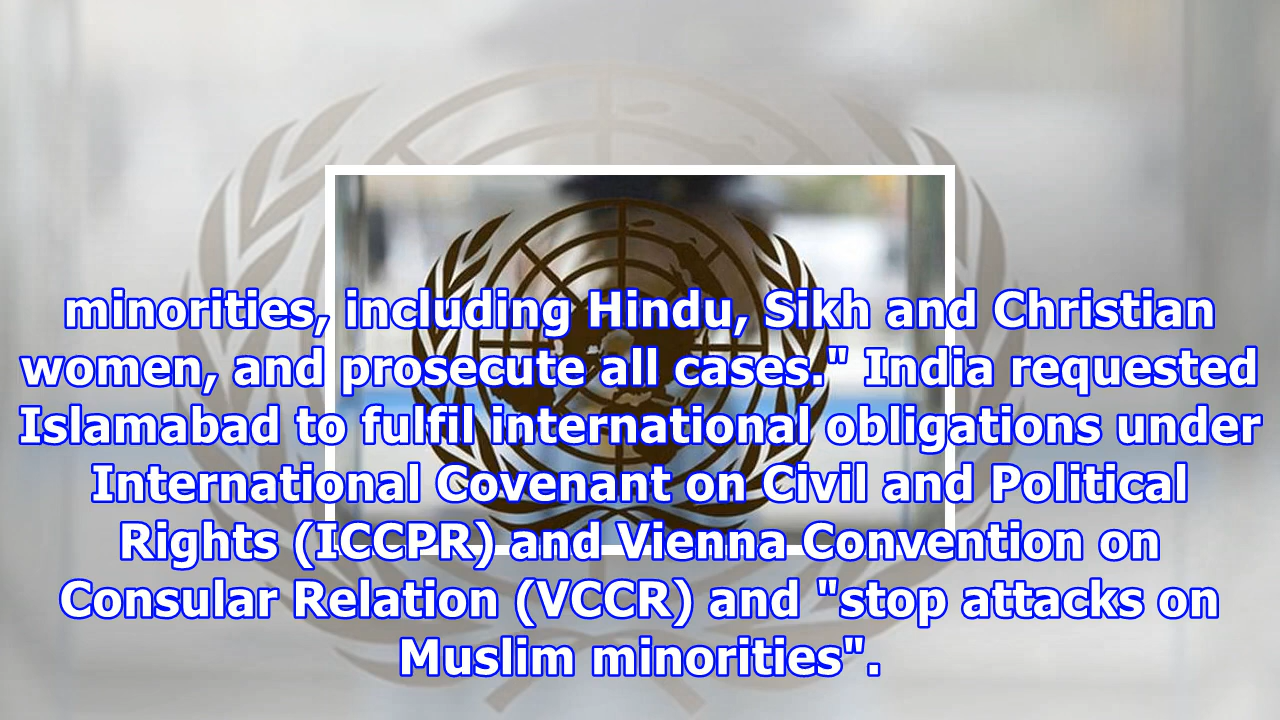 minorities, including Hindu, Sikh and Christian
women, and prosecute all cases." India requested
Islamabad to fulfil international obligations under
International Covenant on Civil and Political
Rights (ICCPR) and Vienna Convention on
Consular Relation (VCCR) and "stop attacks on
Muslim minorities".